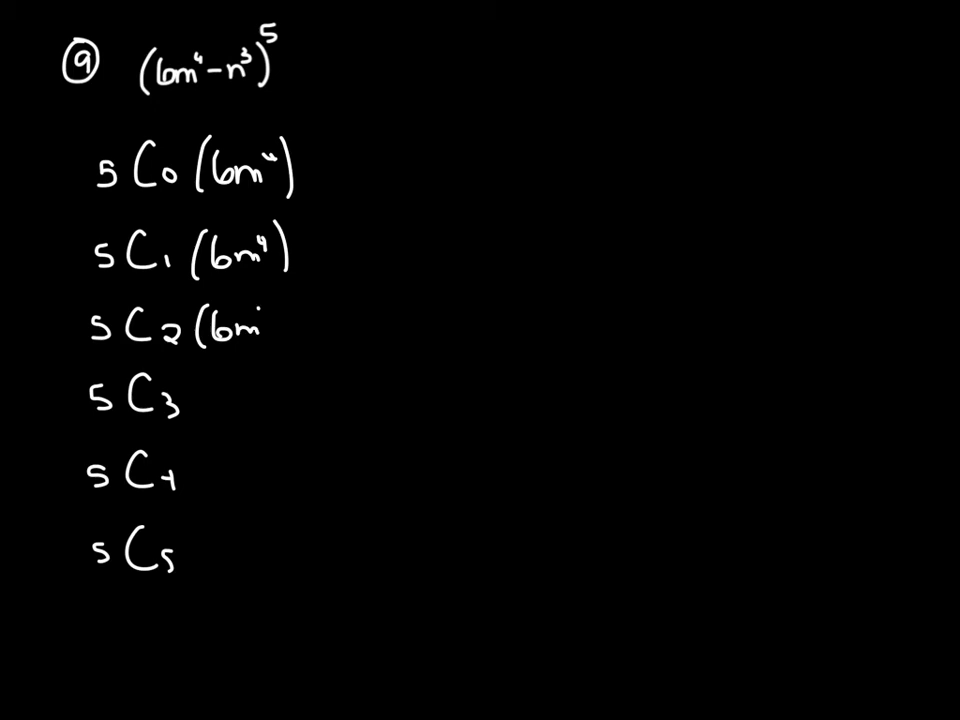 ⑨ (6m⁴-n³)⁵
5C₀(6m⁴)
5C₁(6m⁴)
5C₂(6m
5C₃
5C₄
5C₅